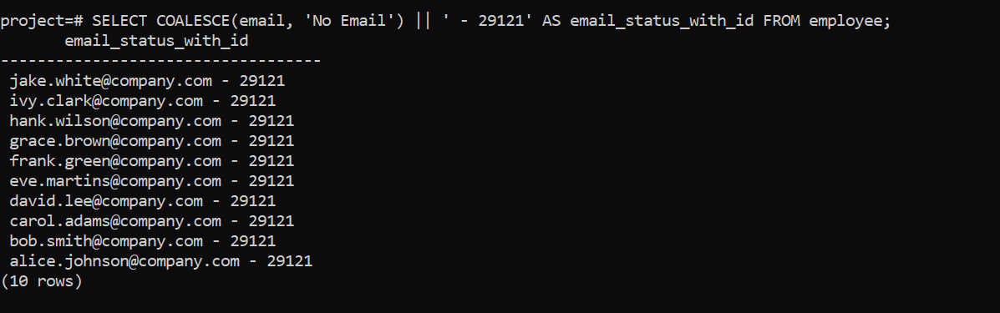 project=# SELECT COALESCE(email, 'No Email') || ' - 29121' AS email_status_with_id FROM employee;
email_status_with_id
-----------------------------------
jake.white@company.com - 29121
ivy.clark@company.com - 29121
hank.wilson@company.com - 29121
grace.brown@company.com - 29121
frank.green@company.com - 29121
eve.martins@company.com - 29121
david.lee@company.com - 29121
carol.adams@company.com - 29121
bob.smith@company.com - 29121
alice.johnson@company.com - 29121
(10 rows)